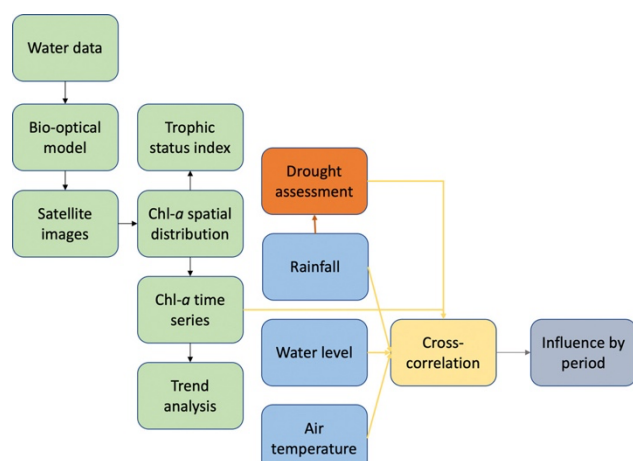 Water data
Bio-optical
model
Satellite
images
Trophic
status index
Chl-a spatial
distribution
Chl-a time
series
Trend
analysis
Drought
assessment
Rainfall
Water level
Air
temperature
Cross-
correlation
Influence by
period